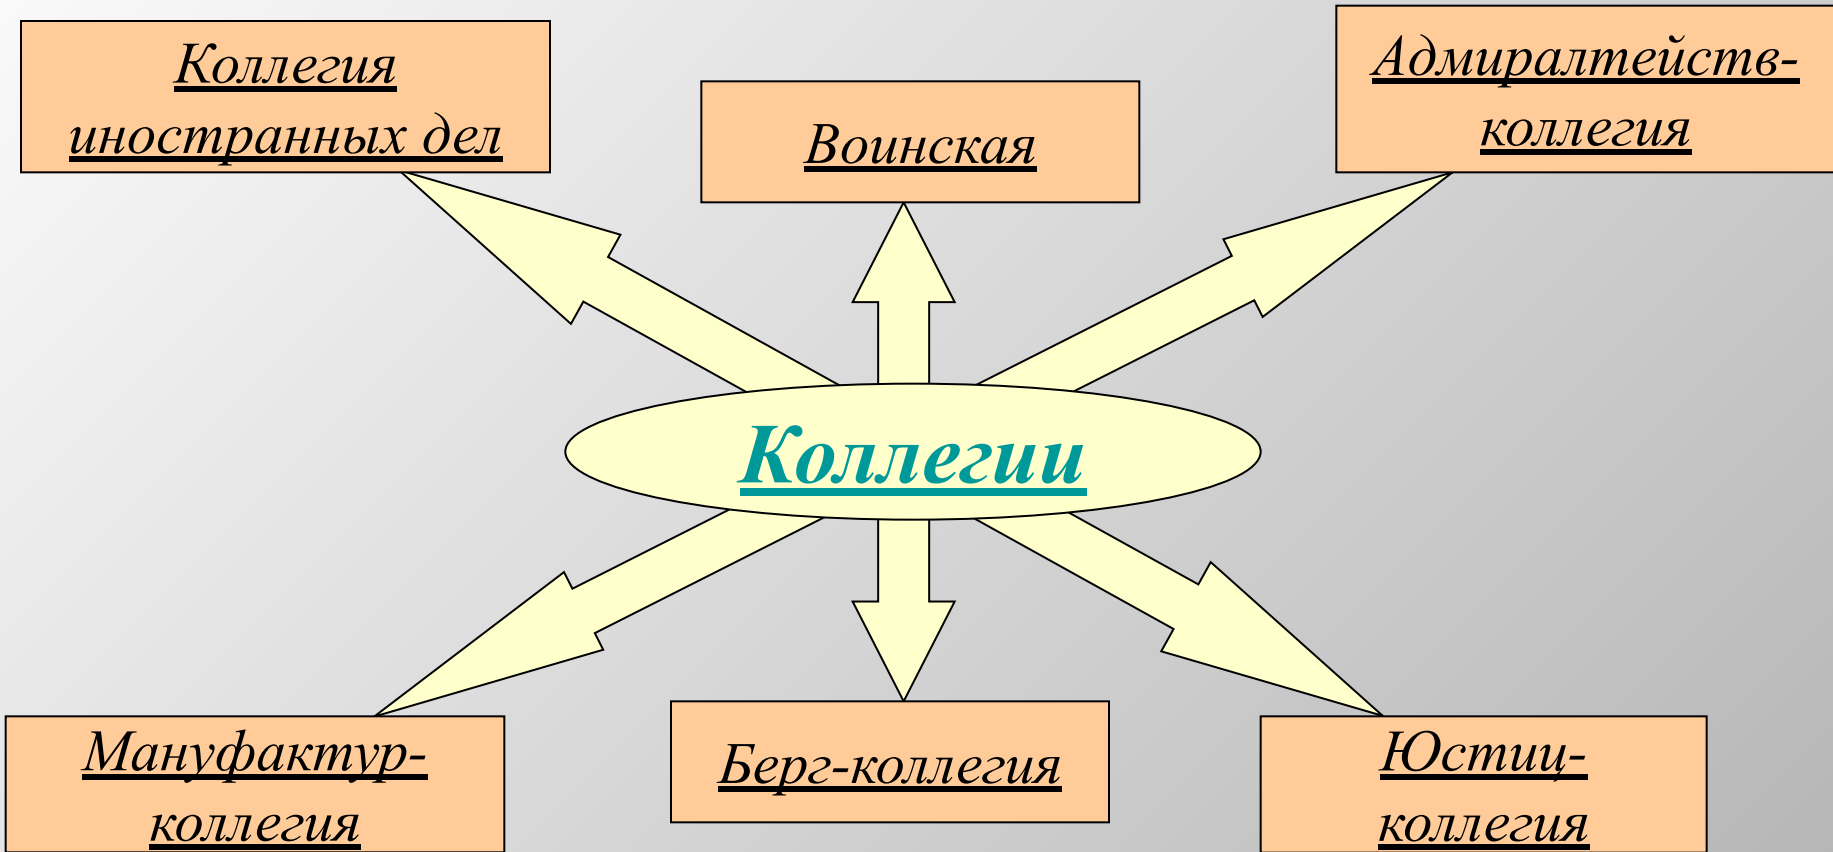 Коллегия
иностранных дел
Воинская
Адмиралтейств-
коллегия
Коллегии
Мануфактур-
коллегия
Берг-коллегия
Юстиц-
коллегия